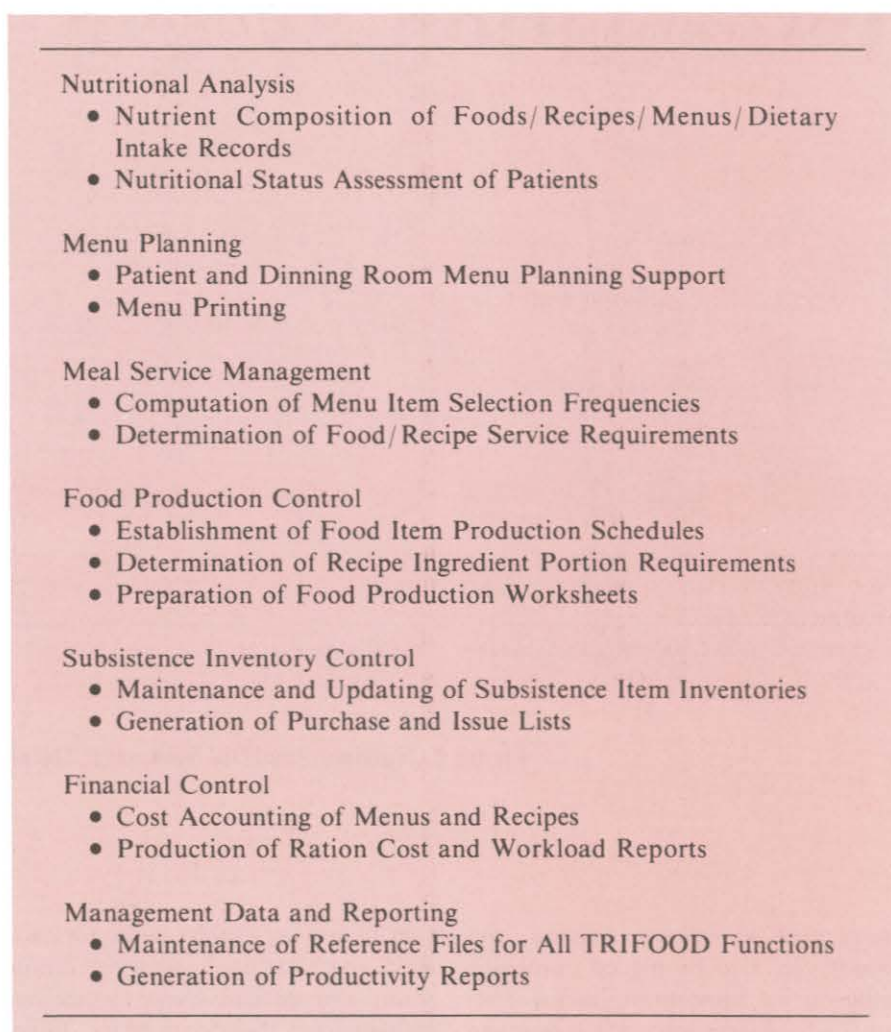 Nutritional Analysis
• Nutrient Composition of Foods/Recipes/Menus/Dietary
Intake Records
• Nutritional Status Assessment of Patients
Menu Planning
• Patient and Dinning Room Menu Planning Support
• Menu Printing
Meal Service Management
• Computation of Menu Item Selection Frequencies
• Determination of Food/Recipe Service Requirements
Food Production Control
• Establishment of Food Item Production Schedules
• Determination of Recipe Ingredient Portion Requirements
• Preparation of Food Production Worksheets
Subsistence Inventory Control
• Maintenance and Updating of Subsistence Item Inventories
• Generation of Purchase and Issue Lists
Financial Control
• Cost Accounting of Menus and Recipes
• Production of Ration Cost and Workload Reports
Management Data and Reporting
• Maintenance of Reference Files for All TRIFOOD Functions
• Generation of Productivity Reports